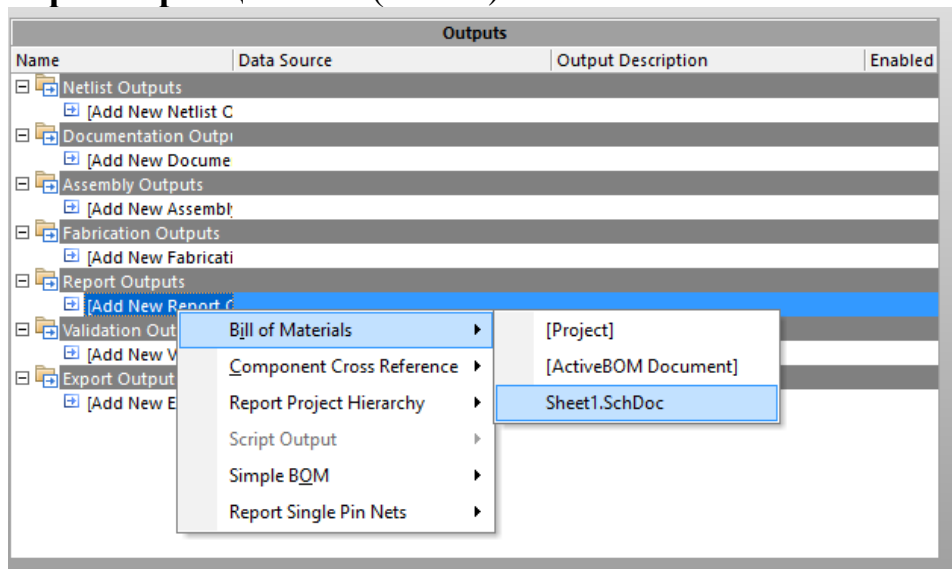 Outputs
Name Data Source Output Description Enabled
Netlist Outputs
[Add New Netlist O
Documentation Outpu
[Add New Docume
Assembly Outputs
[Add New Assembl
Fabrication Outputs
[Add New Fabricati
Report Outputs
[Add New Report O
Validation Out
[Add New V
Export Output
[Add New E
Bill of Materials
Component Cross Reference
Report Project Hierarchy
Script Output
Simple BOM
Report Single Pin Nets
[Project]
[ActiveBOM Document]
Sheet1.SchDoc